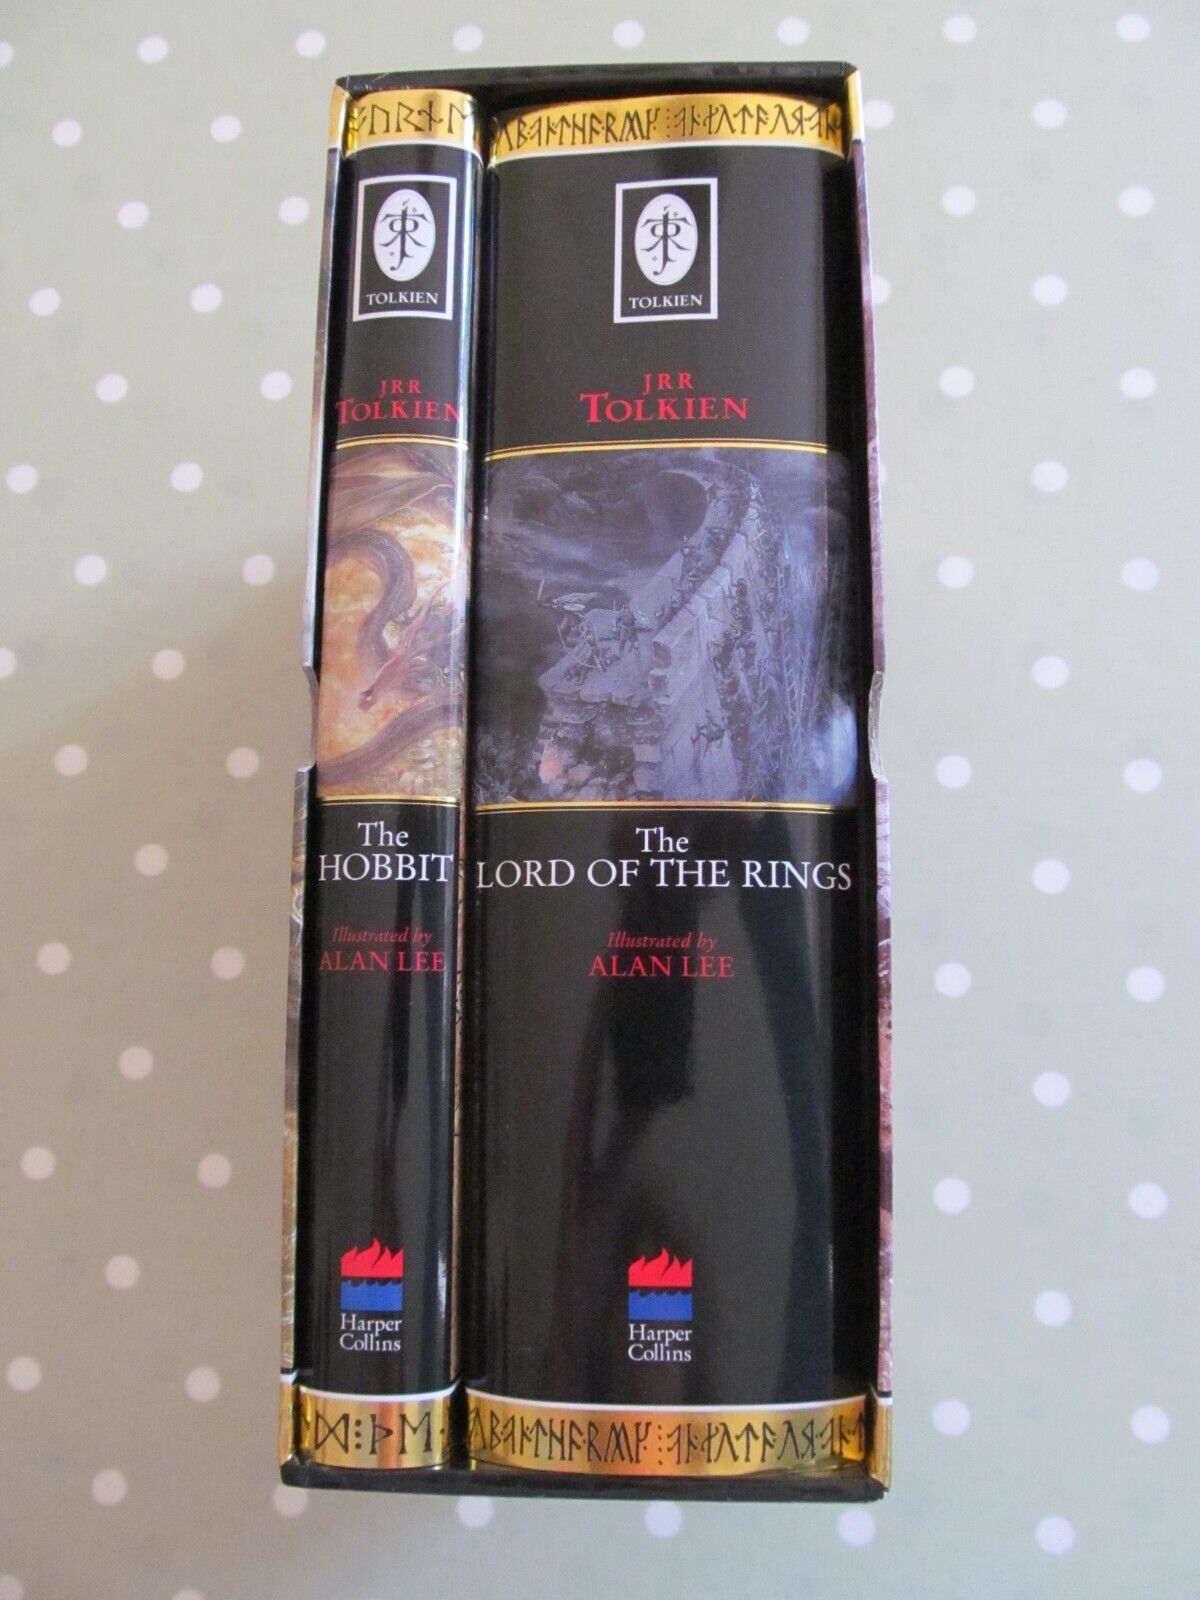 TOLKIEN
JRR
TOLKIEN
The
HOBBIT
Illustrated by
ALAN LEE
Harper
Collins
TOLKIEN
JRR
TOLKIEN
The
LORD OF THE RINGS
Illustrated by
ALAN LEE
Harper
Collins